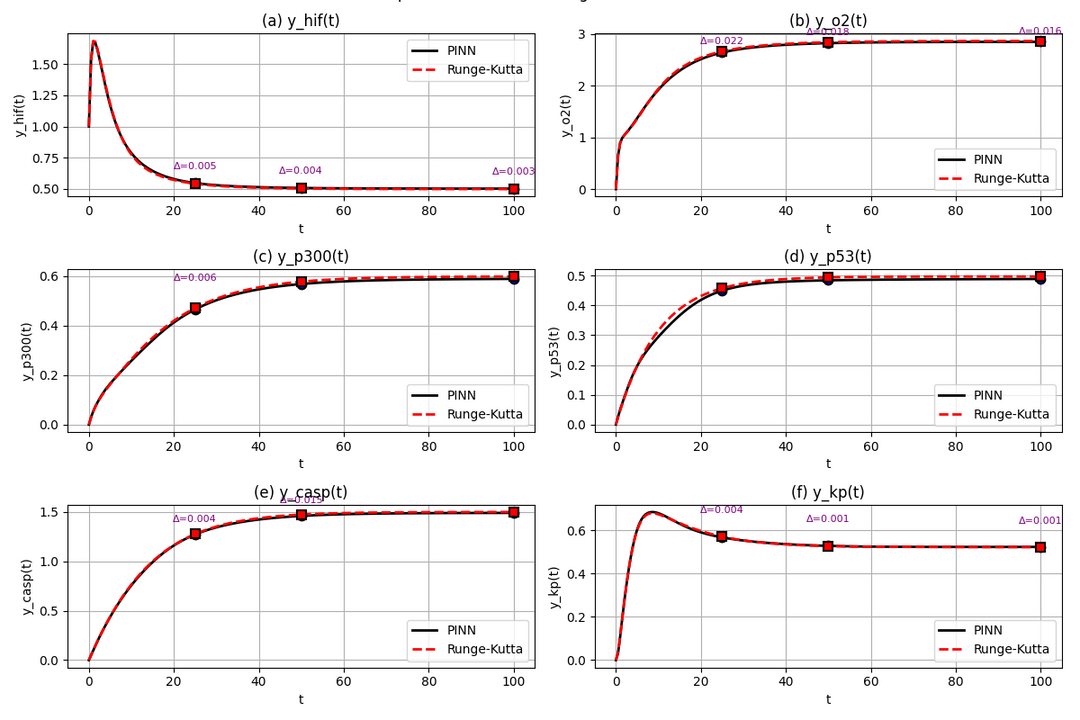 (a) y_hif(t)
y_hif(t)
1.50
1.25
1.00
0.75
0.50
PINN
Runge-Kutta
Δ=0.005
Δ=0.004
Δ=0.003
0 20 40 60 80 100
t
(b) y_o2(t)
y_o2(t)
3
2
1
0
Δ=0.022
Δ=0.018
Δ=0.016
PINN
Runge-Kutta
0 20 40 60 80 100
t
(c) y_p300(t)
y_p300(t)
0.6
0.4
0.2
0.0
Δ=0.006
PINN
Runge-Kutta
0 20 40 60 80 100
t
(d) y_p53(t)
y_p53(t)
0.5
0.4
0.3
0.2
0.1
0.0
PINN
Runge-Kutta
0 20 40 60 80 100
t
(e) y_casp(t)
y_casp(t)
1.5
1.0
0.5
0.0
Δ=0.004
Δ=0.015
PINN
Runge-Kutta
0 20 40 60 80 100
t
(f) y_kp(t)
y_kp(t)
0.6
0.4
0.2
0.0
Δ=0.004
Δ=0.001
Δ=0.001
PINN
Runge-Kutta
0 20 40 60 80 100
t